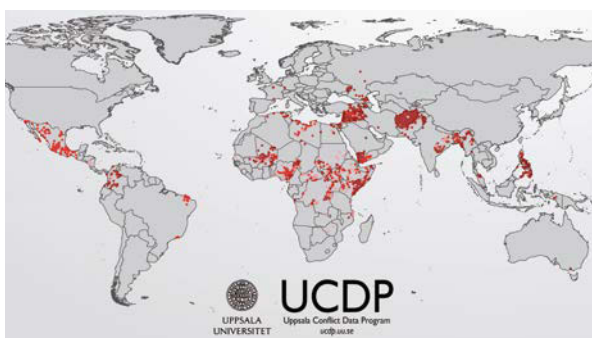 UPPSALA
UNIVERSITET
UCDP
Uppsala Conflict Data Program
ucdp.uu.se